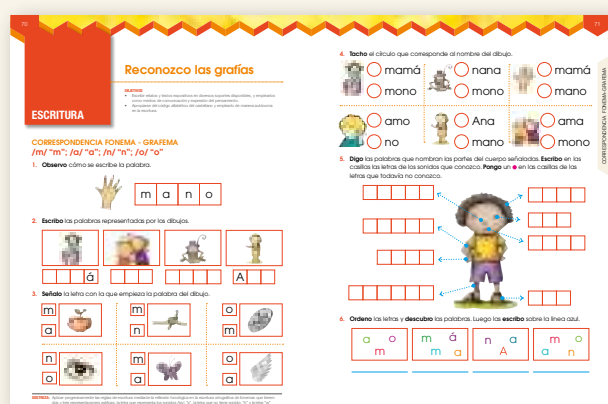 70
71
Reconozco las grafías
ESCRITURA
CORRESPONDENCIA FONEMA - GRAFEMA
/m/ "m"; /a/ "a"; /n/ "n"; /o/ "o"
1. Observo cómo se escribe la palabra.
m a n o
2. Escribo las palabras representadas por los dibujos.
á
A
3. Señalo la letra con la que empieza la palabra del dibujo.
m m o
a n m
n m o
o a a
4. Tacho el círculo que corresponde al nombre del dibujo.
mamá nana mamá
mono mono mano
amo Ana ama
no mano mono
5. Digo las palabras que nombran las partes del cuerpo señaladas. Escribo en las
casillas las letras de los sonidos que conozco. Pongo un en las casillas de las
letras que todavía no conozco.
6. Ordeno las letras y descubro las palabras. Luego las escribo sobre la línea azul.
a o m
m á m a
n a A
m o a n
CORRESPONDENCIA FONEMA-GRAFEMA